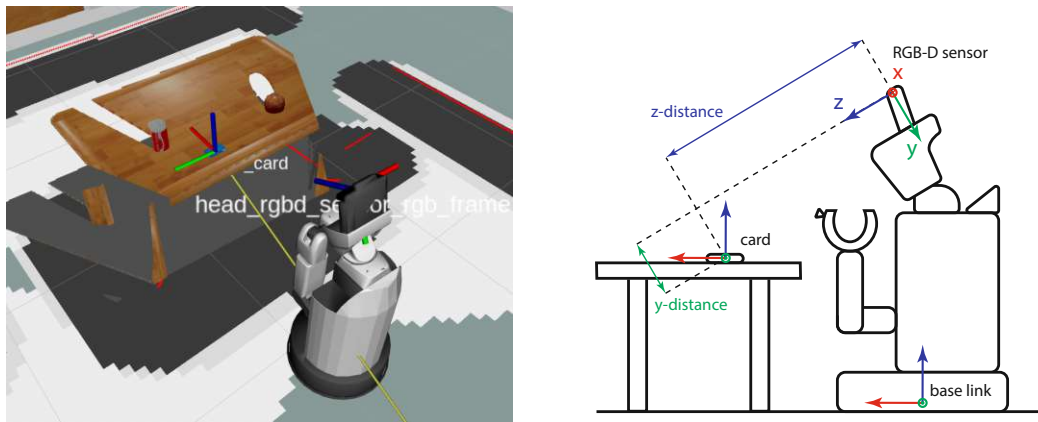 _card
head_rgbd_se or_rgb_frame
RGB-D sensor
x
z
z-distance
y
card
y-distance
base link